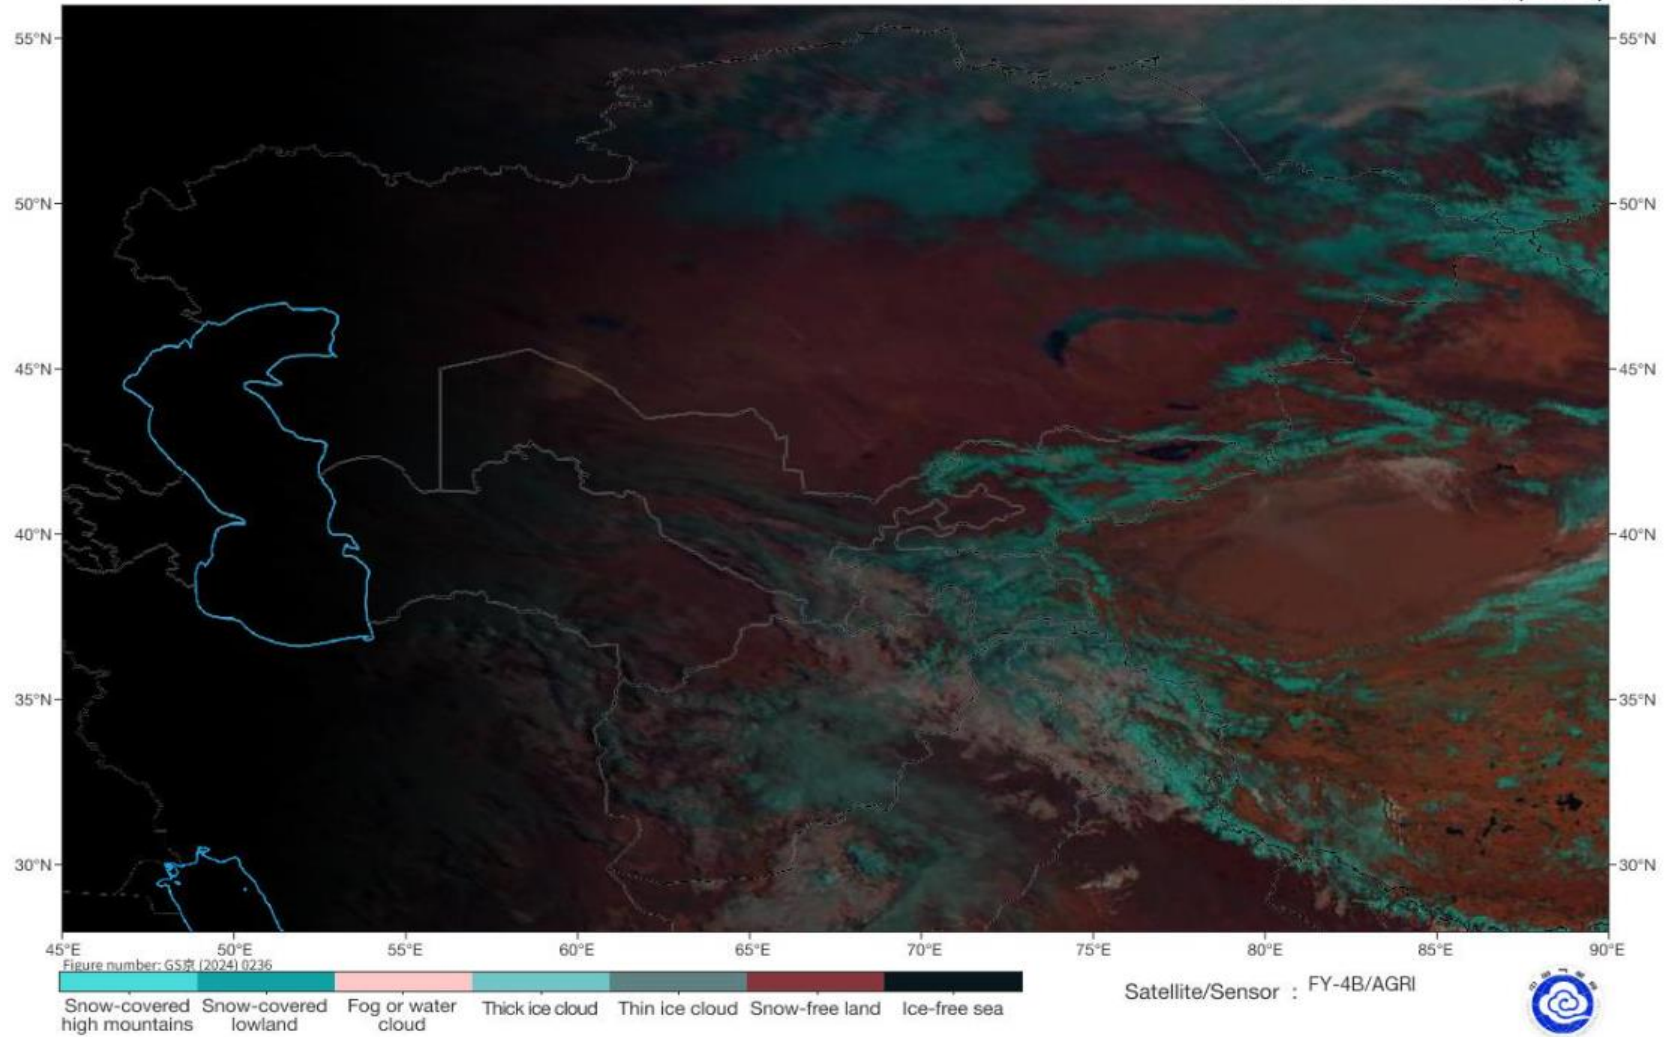 55°N
55°N
50°N
50°N
45°N
45°N
40°N
40°N
35°N
35°N
30°N
30°N
45°E
50°E
55°E
60°E
65°E
70°E
75°E
80°E
85°E
90°E
Figure number: GS京 (2024) 0236
Snow-covered high mountains
Snow-covered lowland
Fog or water cloud
Thick ice cloud
Thin ice cloud
Snow-free land
Ice-free sea
Satellite/Sensor : FY-4B/AGRI